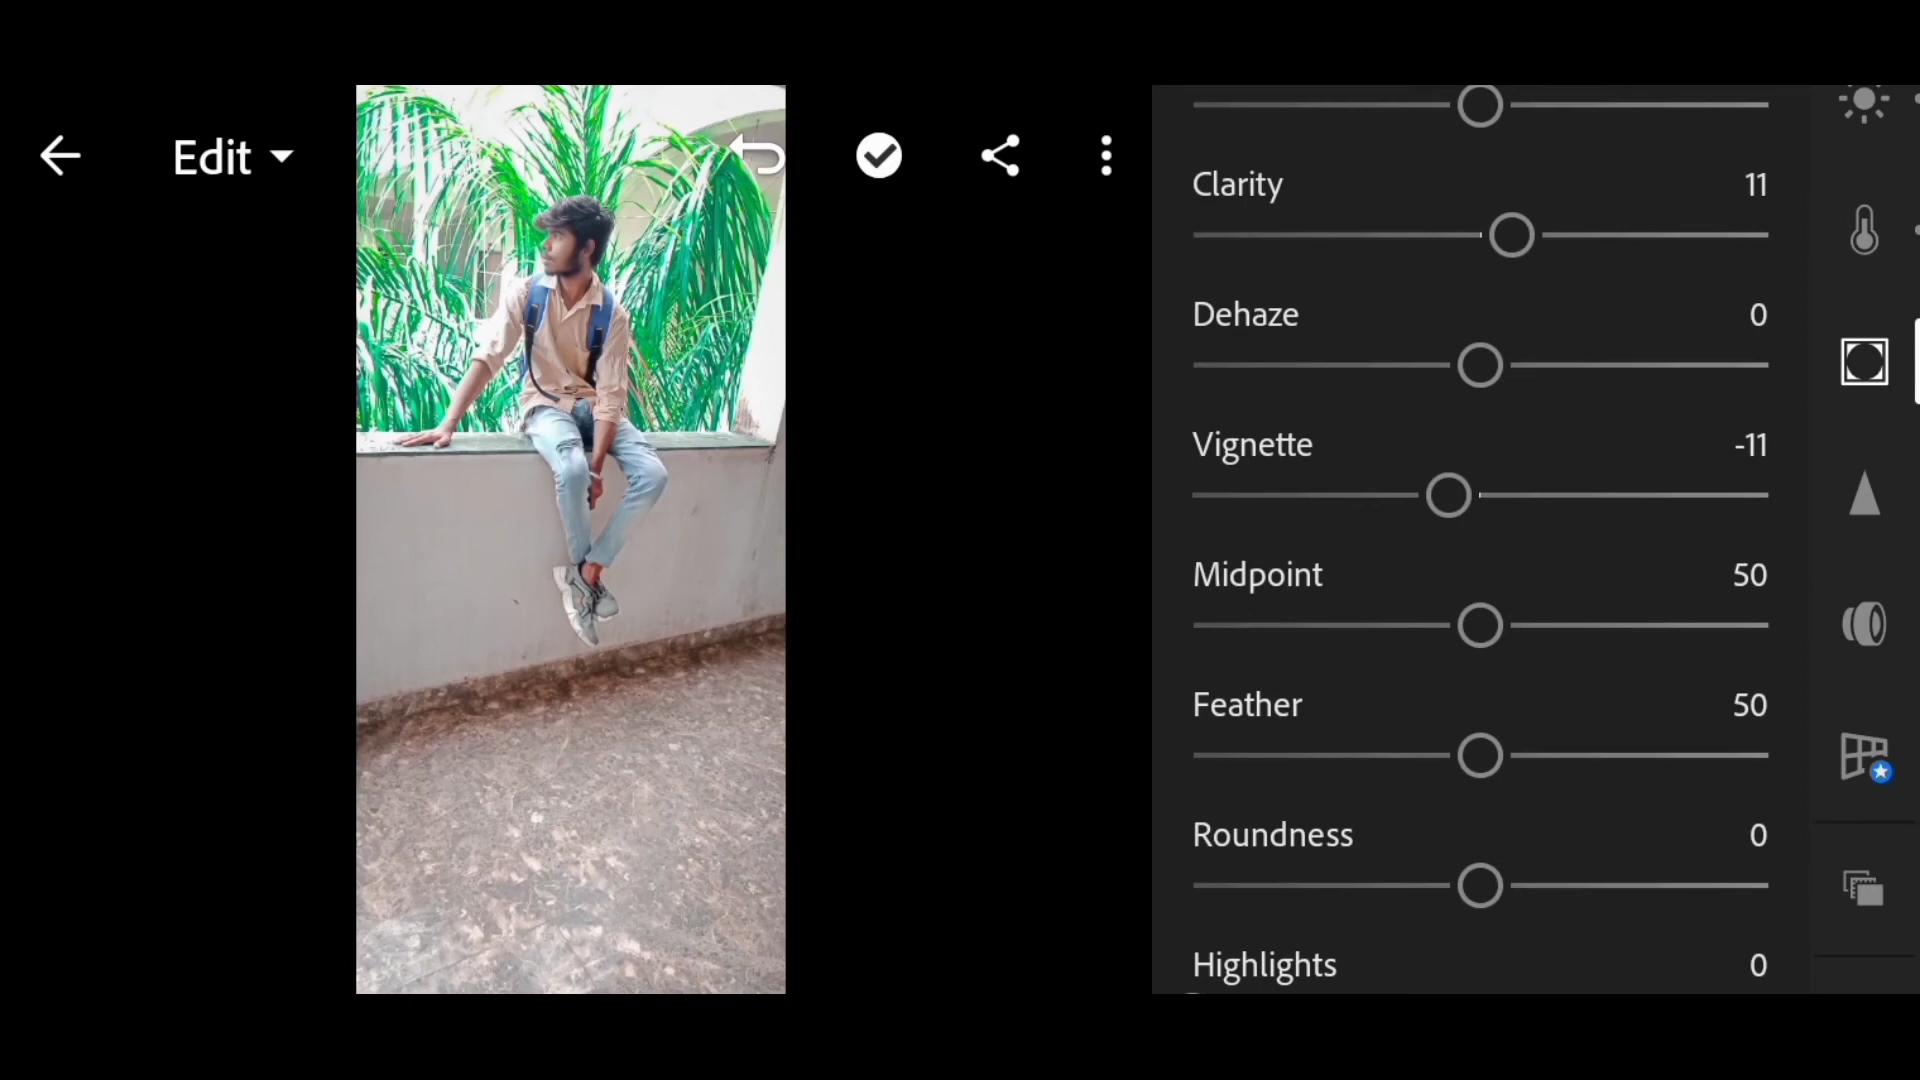 Edit
Clarity 11
Dehaze 0
Vignette -11
Midpoint 50
Feather 50
Roundness 0
Highlights 0